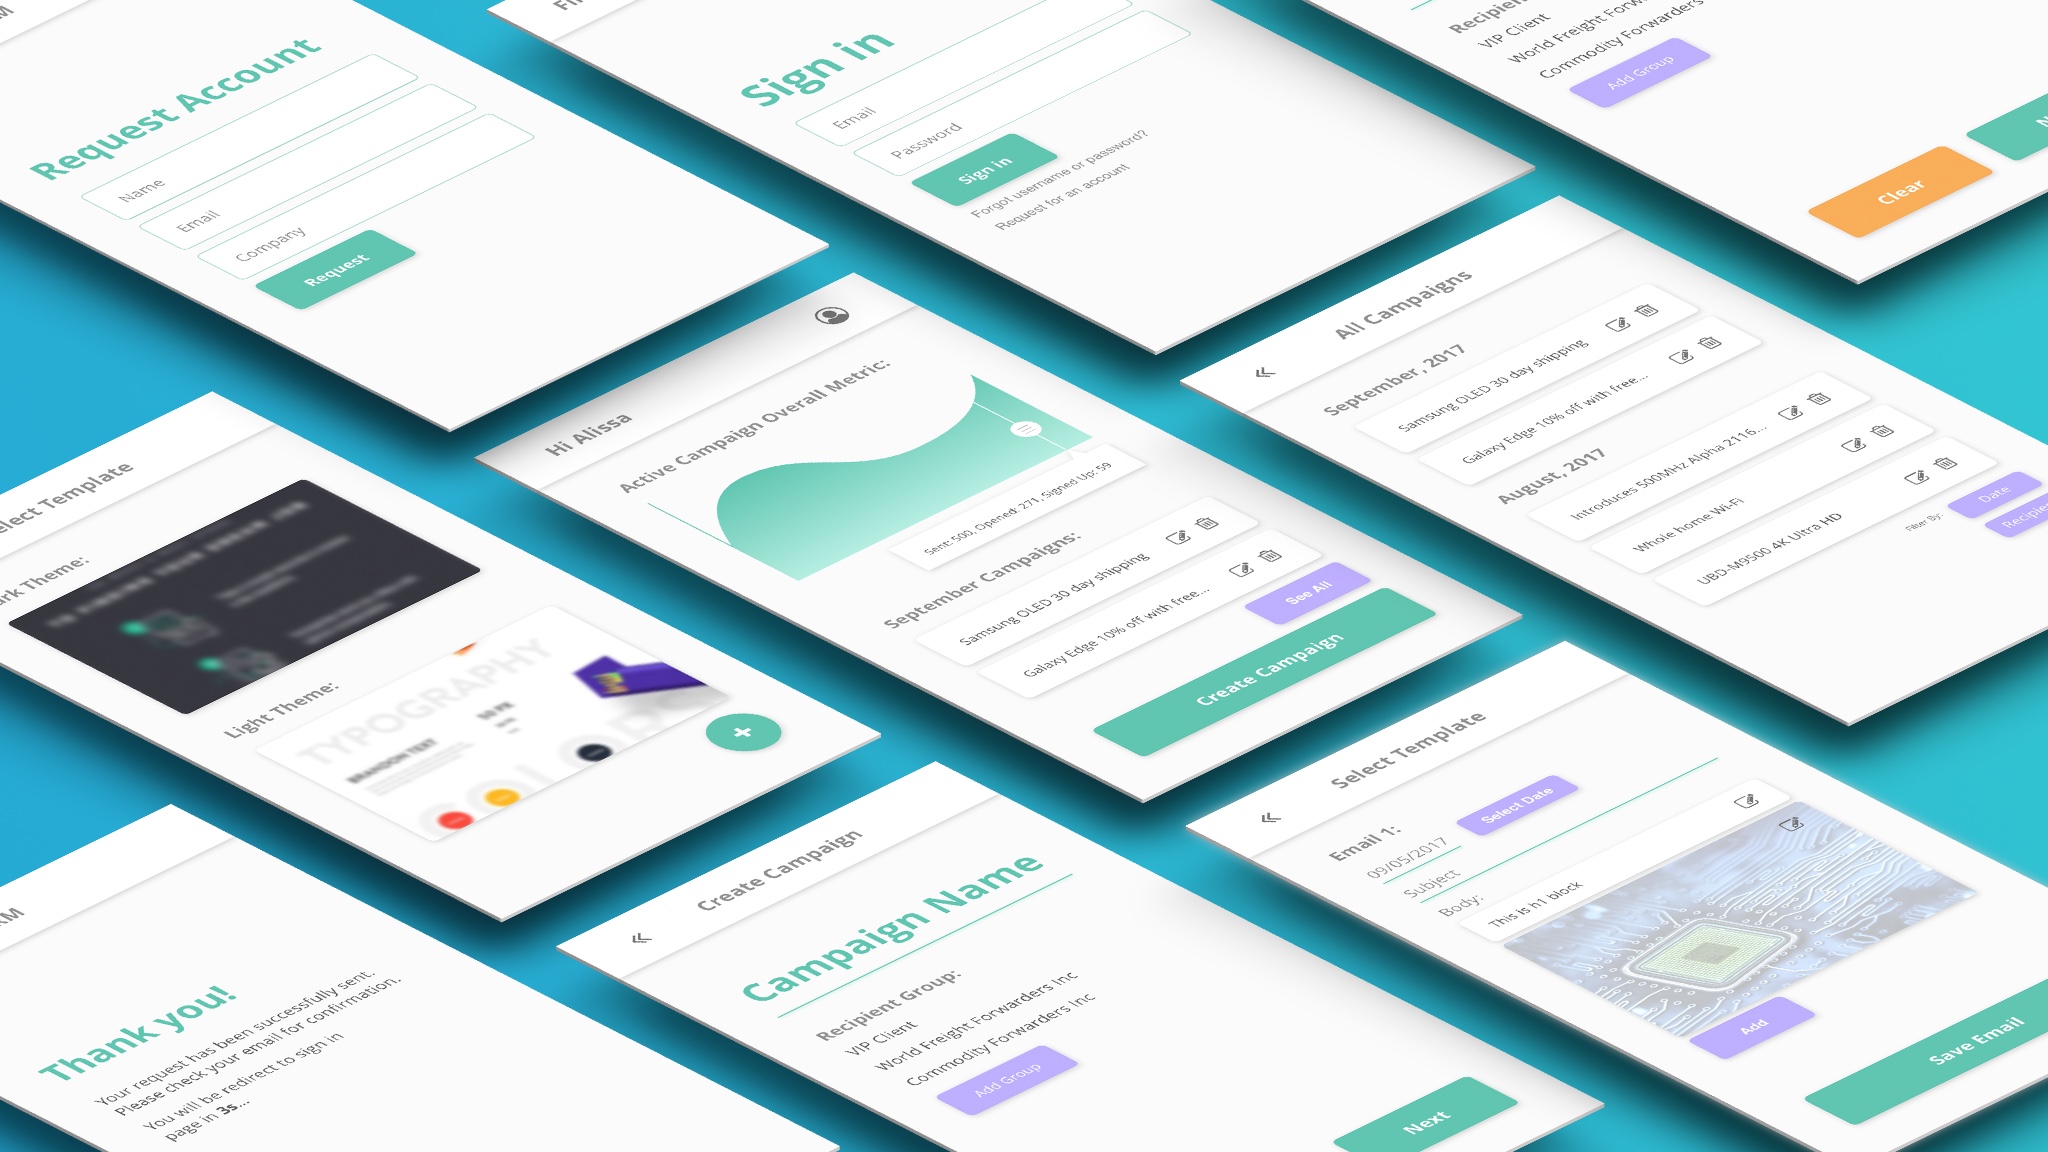 Request Account
Name
Email
Company
Request
Sign in
Email
Password
Sign in
Forgot username or password?
Request for an account
VIP Client
World Freight
Commodity Forwarders
Add Group
Clear
Select Template
Dark Theme:
Light Theme:
TYPOGRAPHY
BRANDON TEXT
Hi Alissa
Active Campaign Overall Metric:
Sent: 500, Opened: 271, Signed Up: 59
September Campaigns:
Samsung OLED 30 day shipping
Galaxy Edge 10% off with free...
See All
Create Campaign
All Campaigns
September, 2017
Samsung OLED 30 day shipping
Galaxy Edge 10% off with free...
August, 2017
Introduces 500MHz Alpha 2116...
Whole home Wi-Fi
UBD-M9500 4K Ultra HD
Filter By:
Date
Recipie
Thank you!
Your request has been successfully sent.
Please check your email for confirmation.
You will be redirect to sign in
page in 3s...
Create Campaign
Campaign Name
Recipient Group:
VIP Client
World Freight Forwarders Inc
Commodity Forwarders Inc
Add Group
Next
Select Template
Email 1:
09/05/2017
Select Date
Subject
Body:
This is h1 block
Add
Save Email